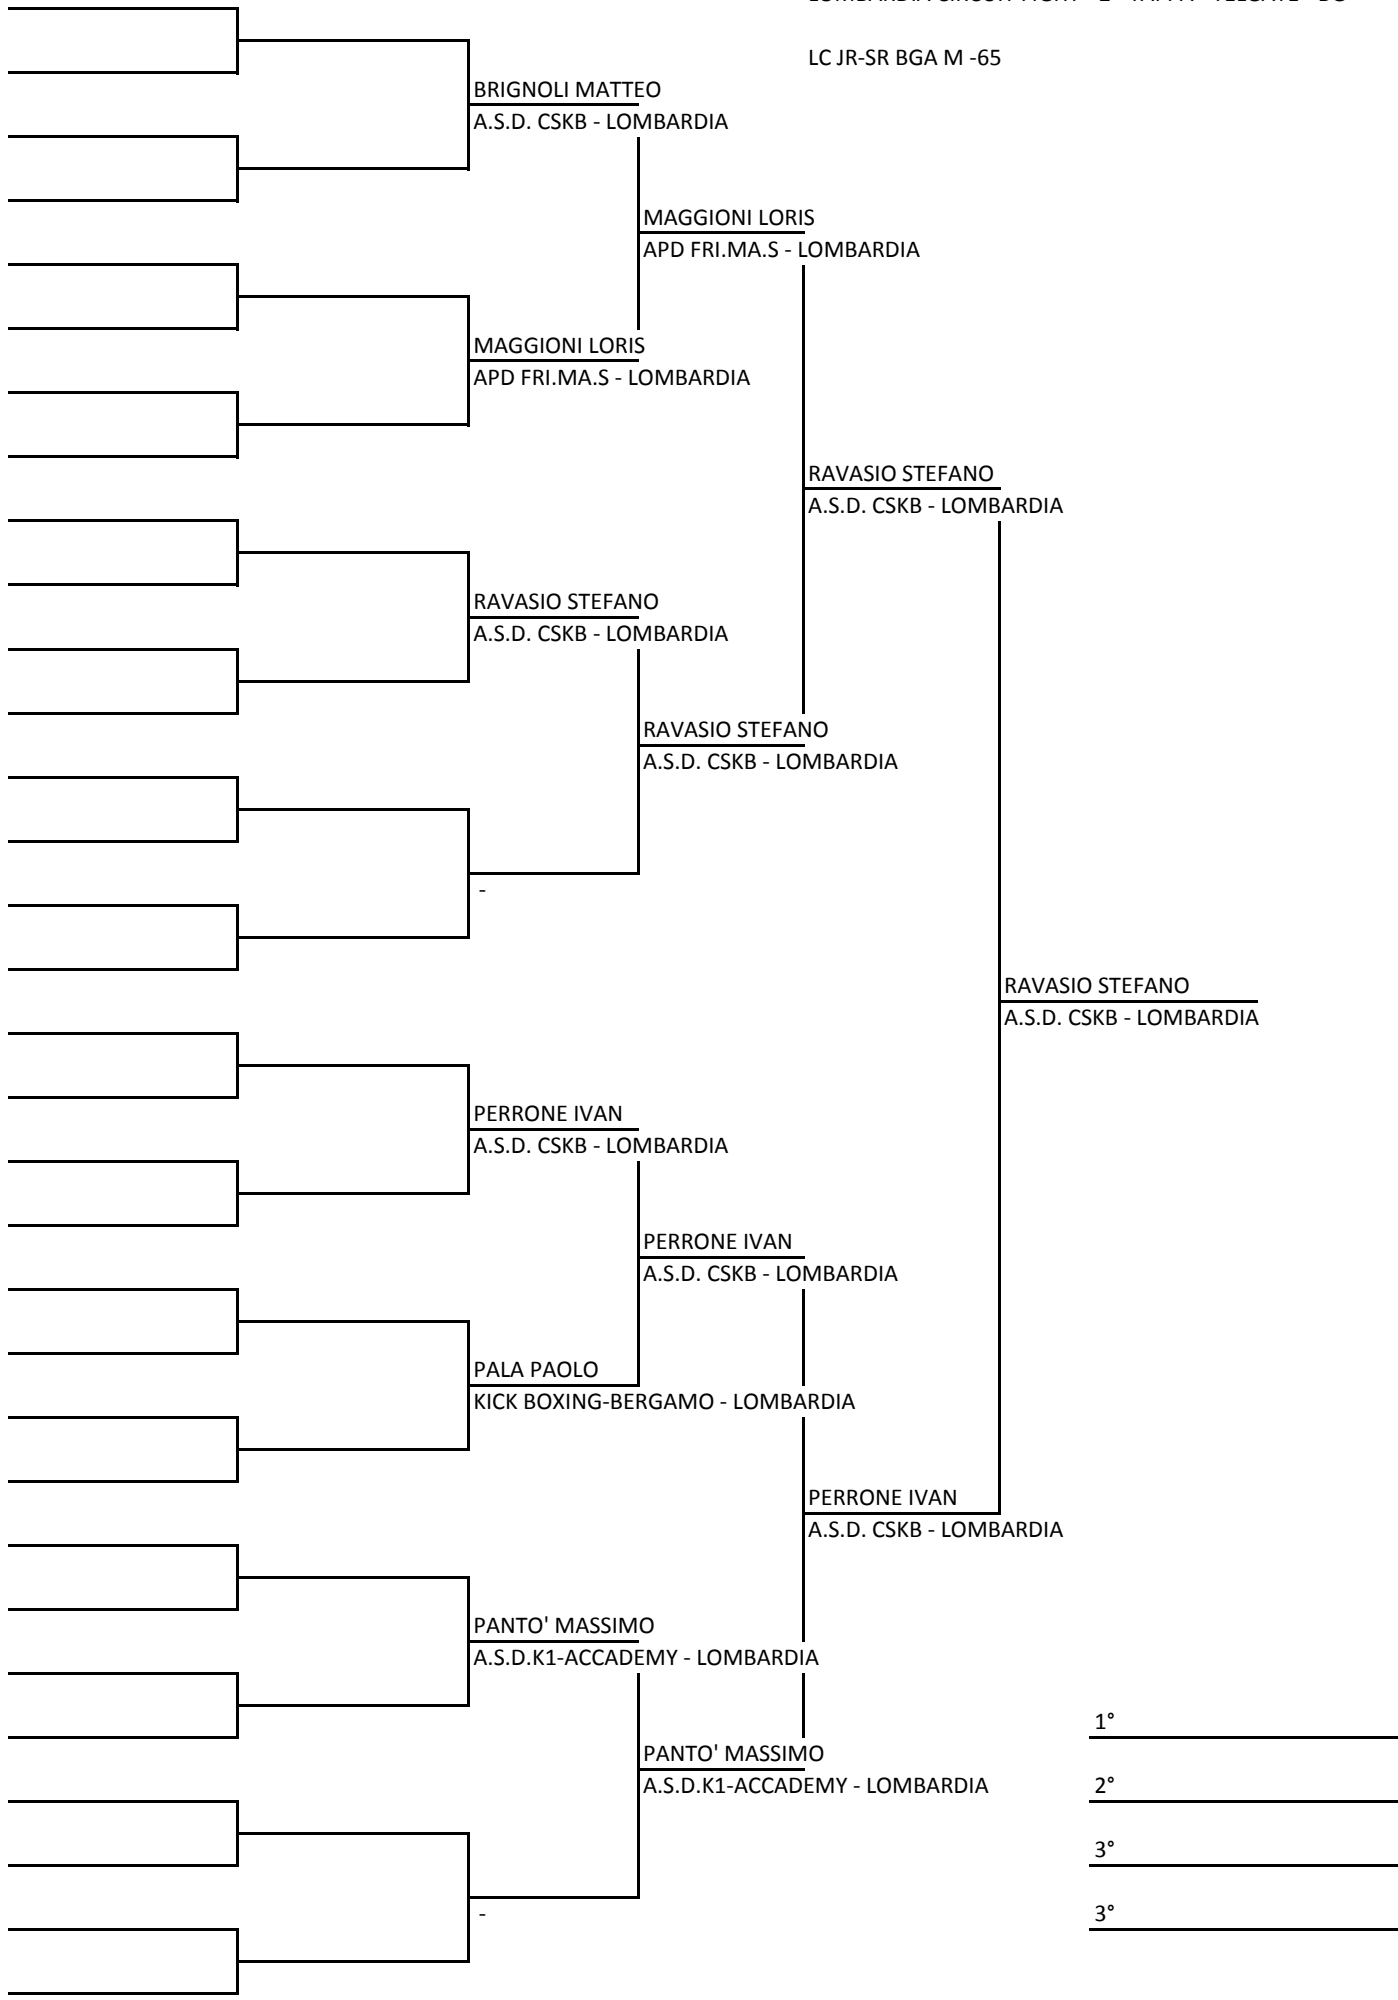 LC JR-SR BGA M -65
BRIGNOLI MATTEO
A.S.D. CSKB - LOMBARDIA
MAGGIONI LORIS
APD FRI.MA.S - LOMBARDIA
MAGGIONI LORIS
APD FRI.MA.S - LOMBARDIA
RAVASIO STEFANO
A.S.D. CSKB - LOMBARDIA
RAVASIO STEFANO
A.S.D. CSKB - LOMBARDIA
RAVASIO STEFANO
A.S.D. CSKB - LOMBARDIA
-
RAVASIO STEFANO
A.S.D. CSKB - LOMBARDIA
PERRONE IVAN
A.S.D. CSKB - LOMBARDIA
PERRONE IVAN
A.S.D. CSKB - LOMBARDIA
PALA PAOLO
KICK BOXING-BERGAMO - LOMBARDIA
PERRONE IVAN
A.S.D. CSKB - LOMBARDIA
PANTO' MASSIMO
A.S.D.K1-ACCADEMY - LOMBARDIA
1°
PANTO' MASSIMO
A.S.D.K1-ACCADEMY - LOMBARDIA
2°
3°
-
3°